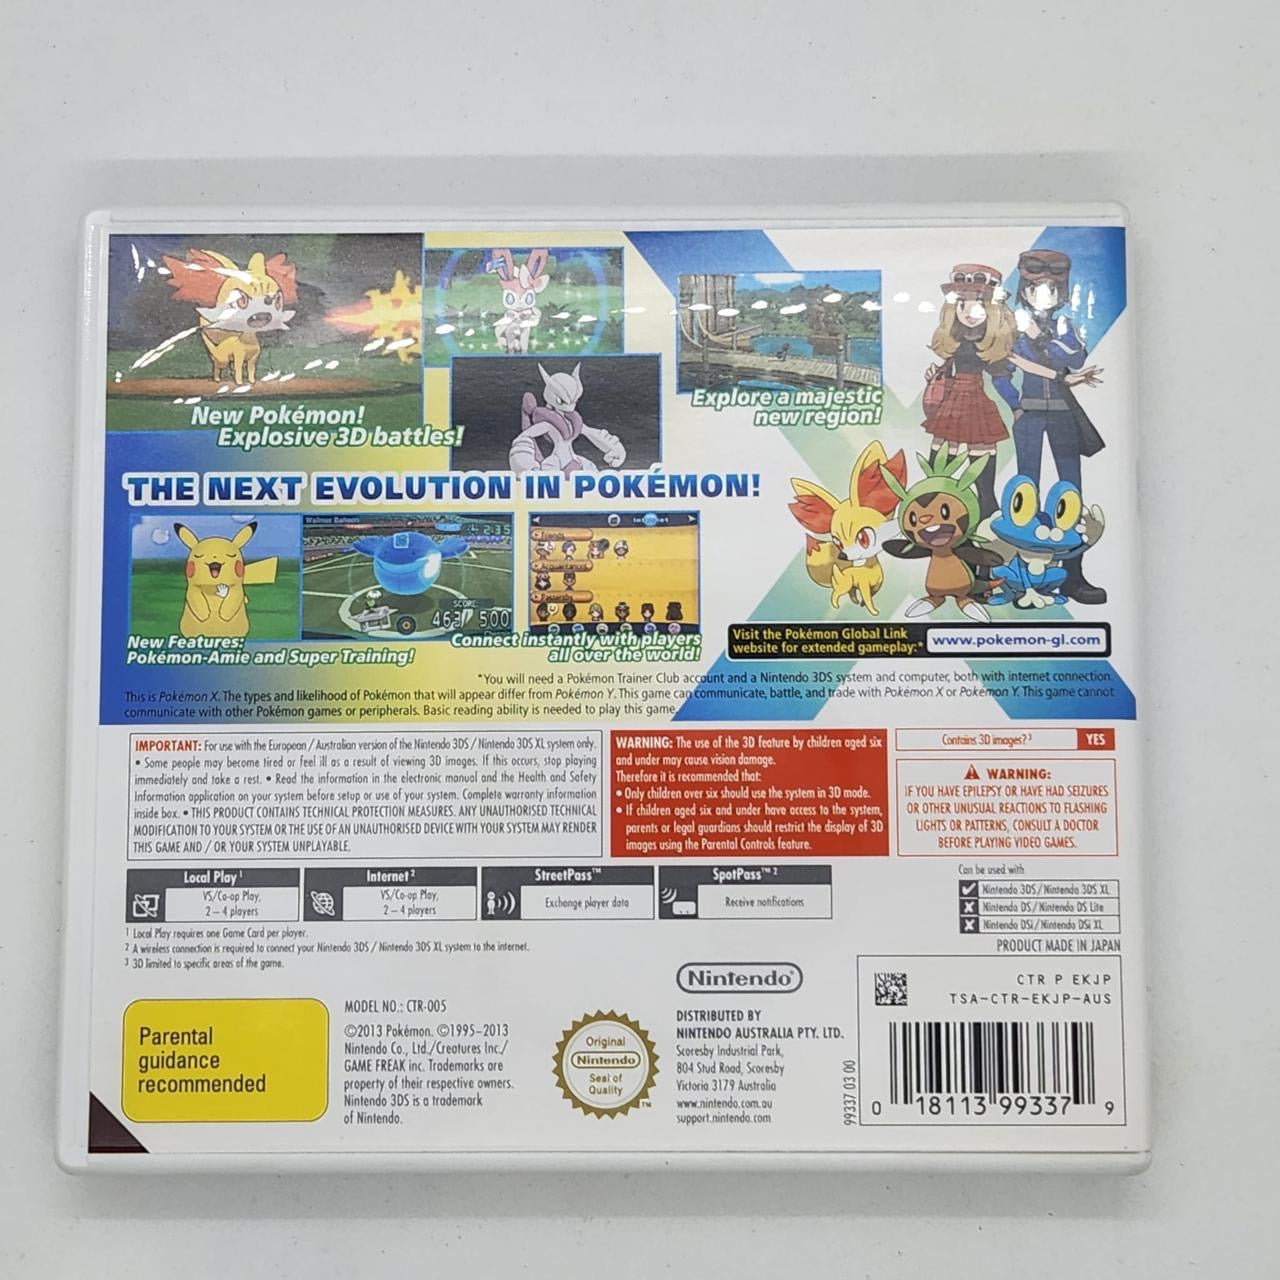 New Pokémon!
Explosive 3D battles!
Explore a majestic
new region!
THE NEXT EVOLUTION IN POKÉMON!
Wailmer Balloon
2:35
SCORE
463/500
Friends
Acquaintances
Passersby
New Features:
Pokémon-Amie and Super Training!
Connect instantly with players
all over the world!
Visit the Pokémon Global Link
website for extended gameplay:*
www.pokemon-gl.com
*You will need a Pokémon Trainer Club account and a Nintendo 3DS system and computer, both with internet connection.
This is Pokémon X. The types and likelihood of Pokémon that will appear differ from Pokémon Y. This game can communicate, battle, and trade with Pokémon X or Pokémon Y. This game cannot
communicate with other Pokémon games or peripherals. Basic reading ability is needed to play this game.
IMPORTANT: For use with the European / Australian version of the Nintendo 3DS / Nintendo 3DS XL system only.
• Some people may become tired or feel ill as a result of viewing 3D images. If this occurs, stop playing
immediately and take a rest. • Read the information in the electronic manual and the Health and Safety
Information application on your system before setup or use of your system. Complete warranty information
inside box. • THIS PRODUCT CONTAINS TECHNICAL PROTECTION MEASURES. ANY UNAUTHORISED TECHNICAL
MODIFICATION TO YOUR SYSTEM OR THE USE OF AN UNAUTHORISED DEVICE WITH YOUR SYSTEM MAY RENDER
THIS GAME AND / OR YOUR SYSTEM UNPLAYABLE.
WARNING: The use of the 3D feature by children aged six
and under may cause vision damage.
Therefore it is recommended that:
• Only children over six should use the system in 3D mode.
• If children aged six and under have access to the system,
parents or legal guardians should restrict the display of 3D
images using the Parental Controls feature.
Contains 3D images?³ YES
WARNING:
IF YOU HAVE EPILEPSY OR HAVE HAD SEIZURES
OR OTHER UNUSUAL REACTIONS TO FLASHING
LIGHTS OR PATTERNS, CONSULT A DOCTOR
BEFORE PLAYING VIDEO GAMES.
Local Play¹
VS/Co-op Play,
2 – 4 players
Internet²
VS/Co-op Play,
2 – 4 players
StreetPass™
Exchange player data
SpotPass™ ²
Receive notifications
Can be used with
Nintendo 3DS/Nintendo 3DS XL
Nintendo DS/Nintendo DS Lite
Nintendo DSi/Nintendo DSi XL
PRODUCT MADE IN JAPAN
¹ Local Play requires one Game Card per player.
² A wireless connection is required to connect your Nintendo 3DS / Nintendo 3DS XL system to the internet.
³ 3D limited to specific areas of the game.
Parental
guidance
recommended
MODEL NO.: CTR-005
©2013 Pokémon. ©1995–2013
Nintendo Co., Ltd./Creatures Inc./
GAME FREAK inc. Trademarks are
property of their respective owners.
Nintendo 3DS is a trademark
of Nintendo.
Original
Nintendo
Seal of
Quality
TM
Nintendo®
DISTRIBUTED BY
NINTENDO AUSTRALIA PTY. LTD.
Scoresby Industrial Park,
804 Stud Road, Scoresby
Victoria 3179 Australia
www.nintendo.com.au
support.nintendo.com
99337 03 00
CTR P EKJP
TSA-CTR-EKJP-AUS
0 18113 99337 9